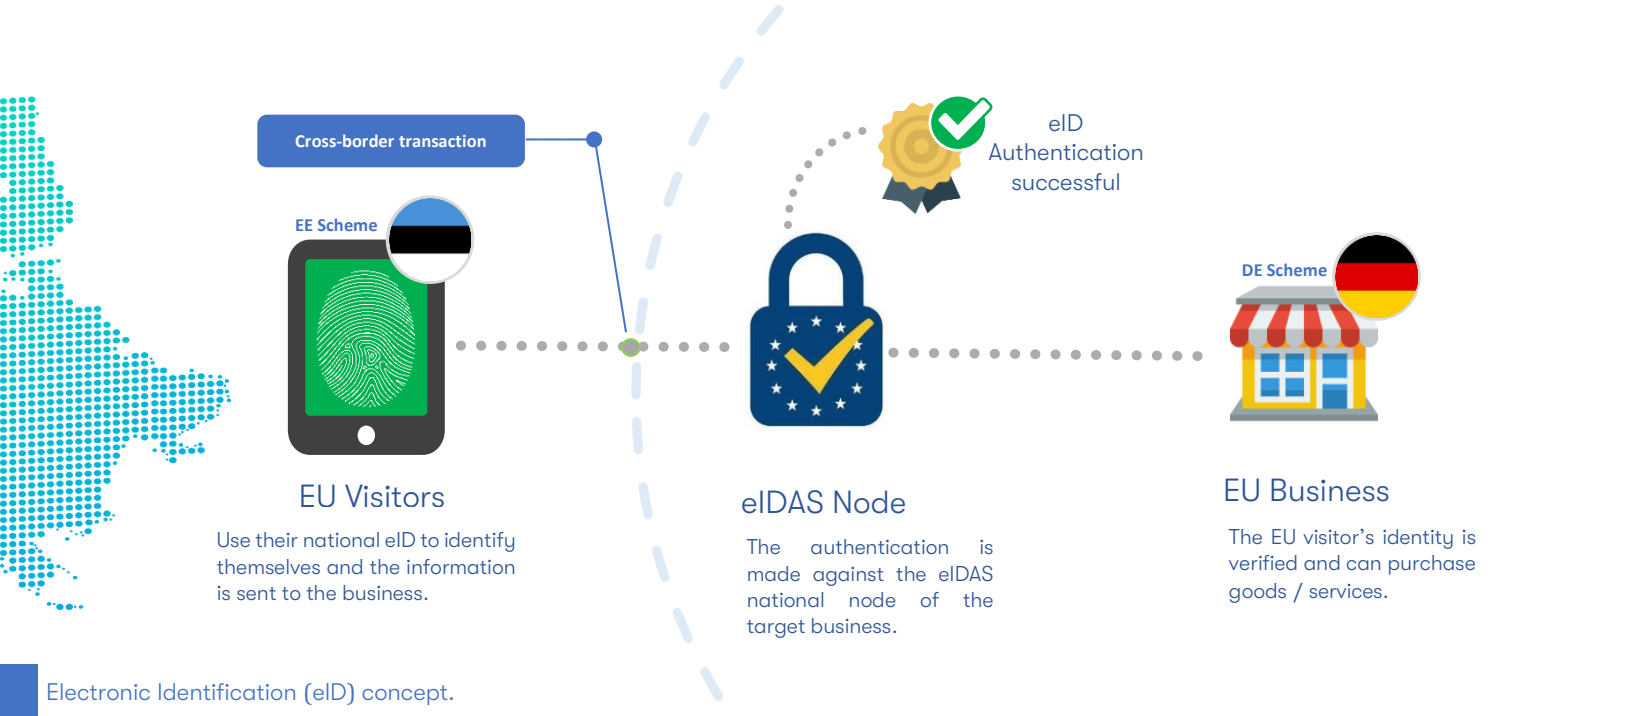 Cross-border transaction
eID
Authentication
successful
EE Scheme
DE Scheme
EU Visitors
Use their national eID to identify
themselves and the information
is sent to the business.
eIDAS Node
The authentication is
made against the eIDAS
national node of the
target business.
EU Business
The EU visitor's identity is
verified and can purchase
goods / services.
Electronic Identification (eID) concept.